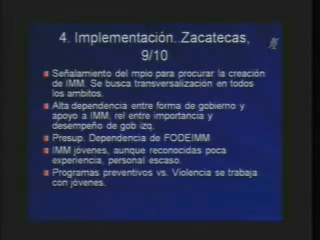 4. Implementación..Zacatecas,
9/10
Señalamiento del mpio para procurar la creación
de IMM. Se busca transversalización en todos
los ambitos.
Alta dependencia entre forma de gobierno y
apoyo a IMM, rel entre importancia y
desempeño de gob izq.
Presup. Dependencia de FODEIMM
IMM jóvenes, aunque reconocidas poca
experiencia, personal escaso.
Programas preventivos vs. Violencia se trabaja
con jóvenes.